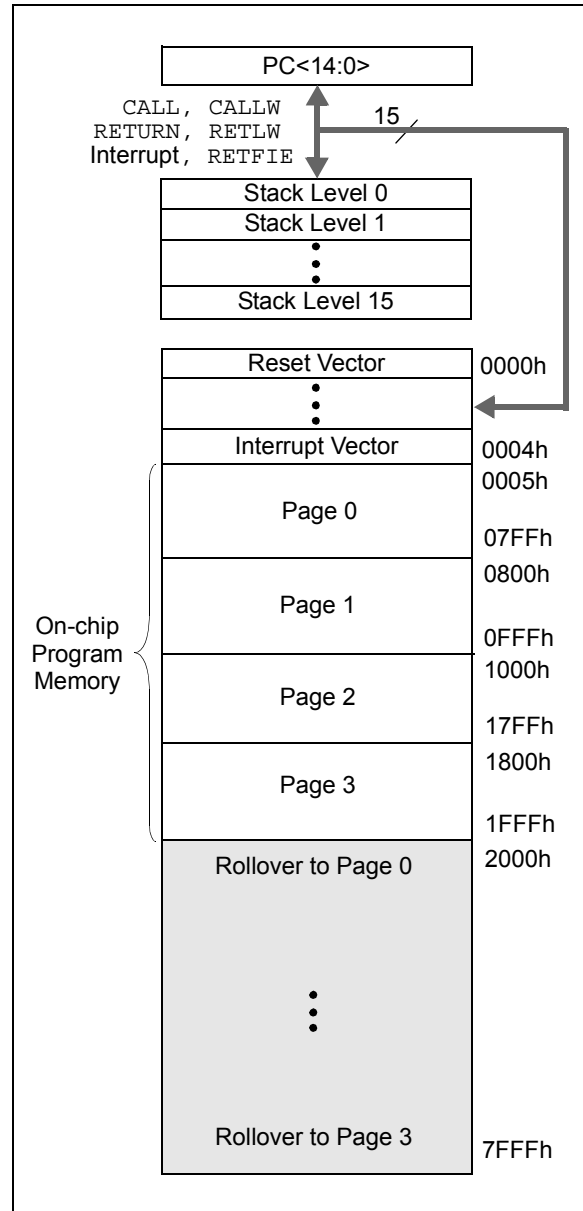 PC<14:0>
CALL, CALLW
RETURN, RETLW
Interrupt, RETFIE
15
Stack Level 0
Stack Level 1
Stack Level 15
Reset Vector
0000h
Interrupt Vector
0004h
0005h
Page 0
07FFh
0800h
Page 1
0FFFh
On-chip
Program
Memory
1000h
Page 2
17FFh
1800h
Page 3
1FFFh
2000h
Rollover to Page 0
Rollover to Page 3
7FFFh